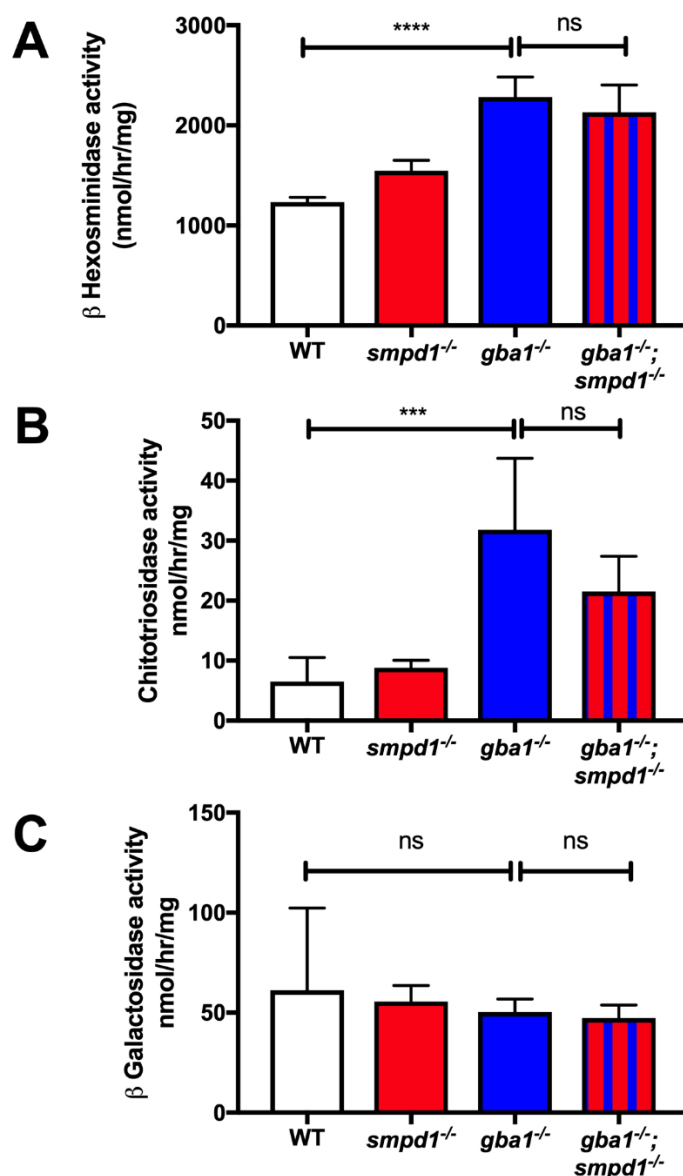 A
β Hexosminidase activity
(nmol/hr/mg)
3000
2000
1000
0
****
ns
WT
smpd1-/-
gba1-/-
gba1-/-;
smpd1-/-
B
Chitotriosidase activity
nmol/hr/mg
50
40
30
20
10
0
***
ns
WT
smpd1-/-
gba1-/-
gba1-/-;
smpd1-/-
C
β Galactosidase activity
nmol/hr/mg
150
100
50
0
ns
ns
WT
smpd1-/-
gba1-/-
gba1-/-;
smpd1-/-